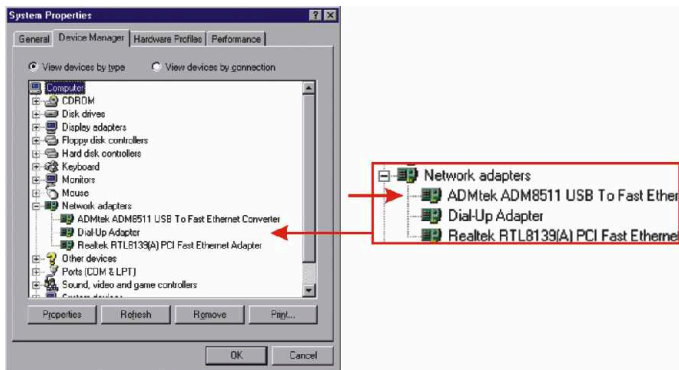 System Properties
General Device Manager Hardware Profiles Performance
View devices by type View devices by connection
Computer
CDROM
Disk drives
Display adapters
Floppy disk controllers
Hard disk controllers
Keyboard
Monitors
Mouse
Network adapters
ADMtek ADM8511 USB To Fast Ethernet Converter
Dial-Up Adapter
Realtek RTL8139(A) PCI Fast Ethernet Adapter
Other devices
Ports (COM & LPT)
Sound, video and game controllers
System devices
Properties Refresh Remove Print...
OK Cancel
Network adapters
ADMtek ADM8511 USB To Fast Ether
Dial-Up Adapter
Realtek RTL8139(A) PCI Fast Ethernet